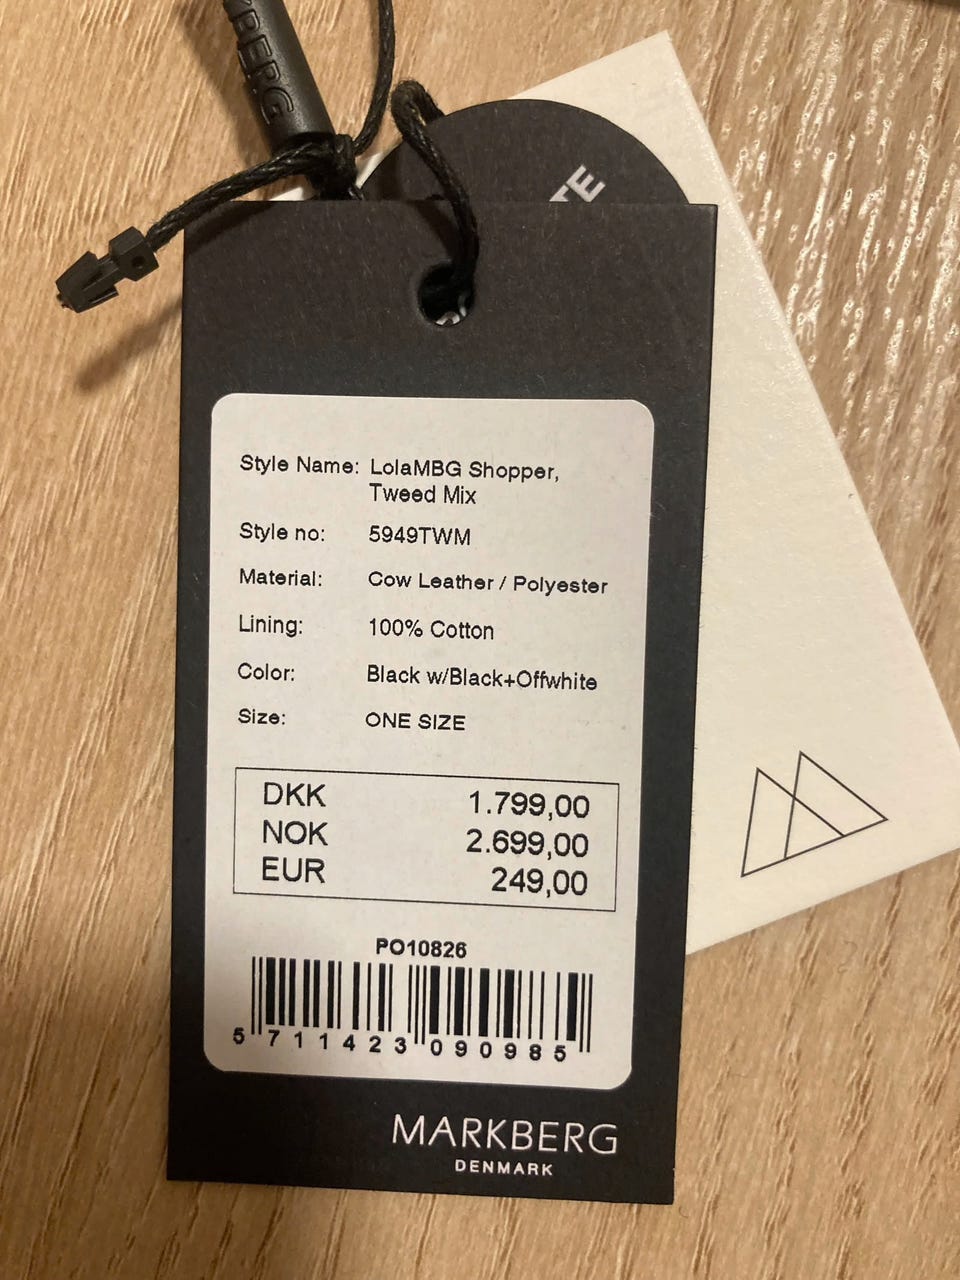 BERG
TE
Style Name: LolaMBG Shopper,
Tweed Mix
Style no: 5949TWM
Material: Cow Leather / Polyester
Lining: 100% Cotton
Color: Black w/Black+Offwhite
Size: ONE SIZE
DKK 1.799,00
NOK 2.699,00
EUR 249,00
PO10826
5 711423 090985
MARKBERG
DENMARK